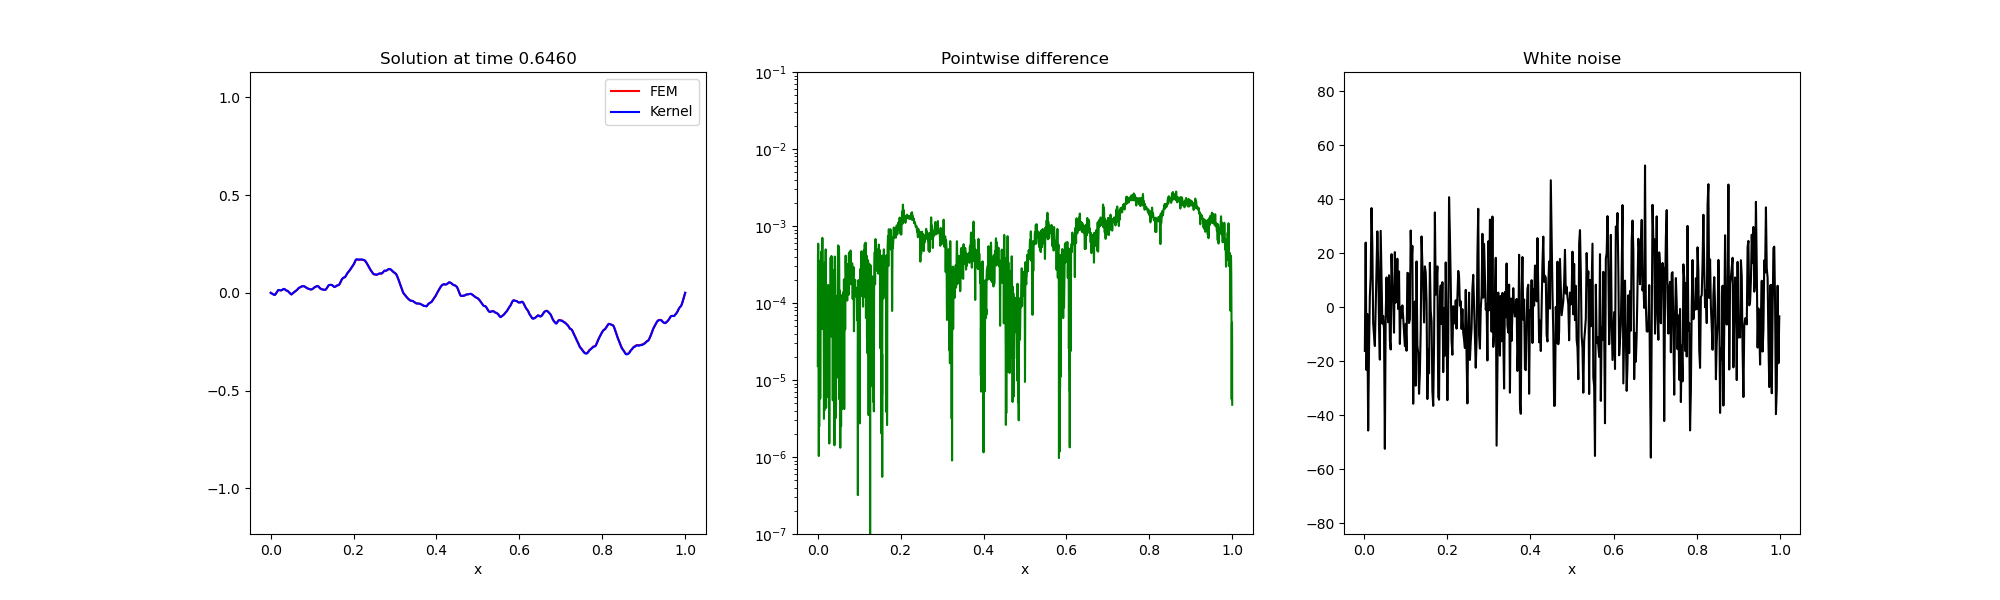 Solution at time 0.6460
1.0
0.5
0.0
−0.5
−1.0
0.0 0.2 0.4 0.6 0.8 1.0
x
FEM
Kernel
Pointwise difference
10⁻¹
10⁻²
10⁻³
10⁻⁴
10⁻⁵
10⁻⁶
10⁻⁷
0.0 0.2 0.4 0.6 0.8 1.0
x
White noise
80
60
40
20
0
−20
−40
−60
−80
0.0 0.2 0.4 0.6 0.8 1.0
x